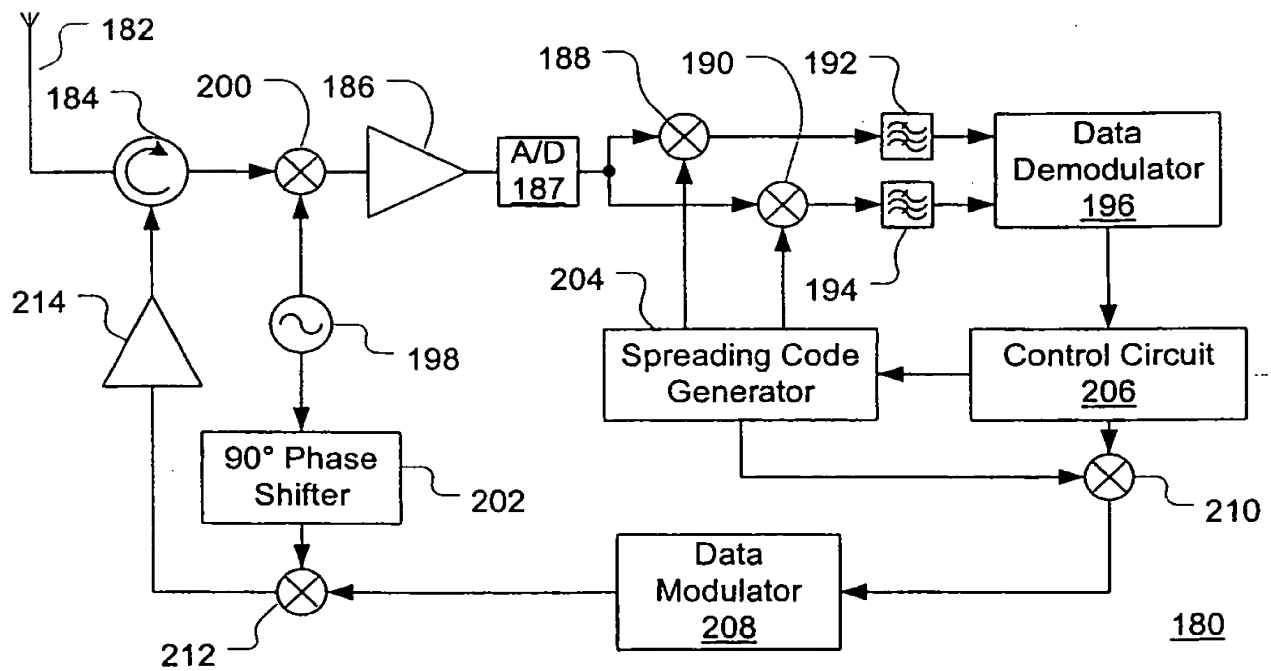 182
184
200
186
A/D
187
188
190
192
Data
Demodulator
196
194
204
214
198
Spreading Code
Generator
Control Circuit
206
90° Phase
Shifter
202
210
Data
Modulator
208
212
180